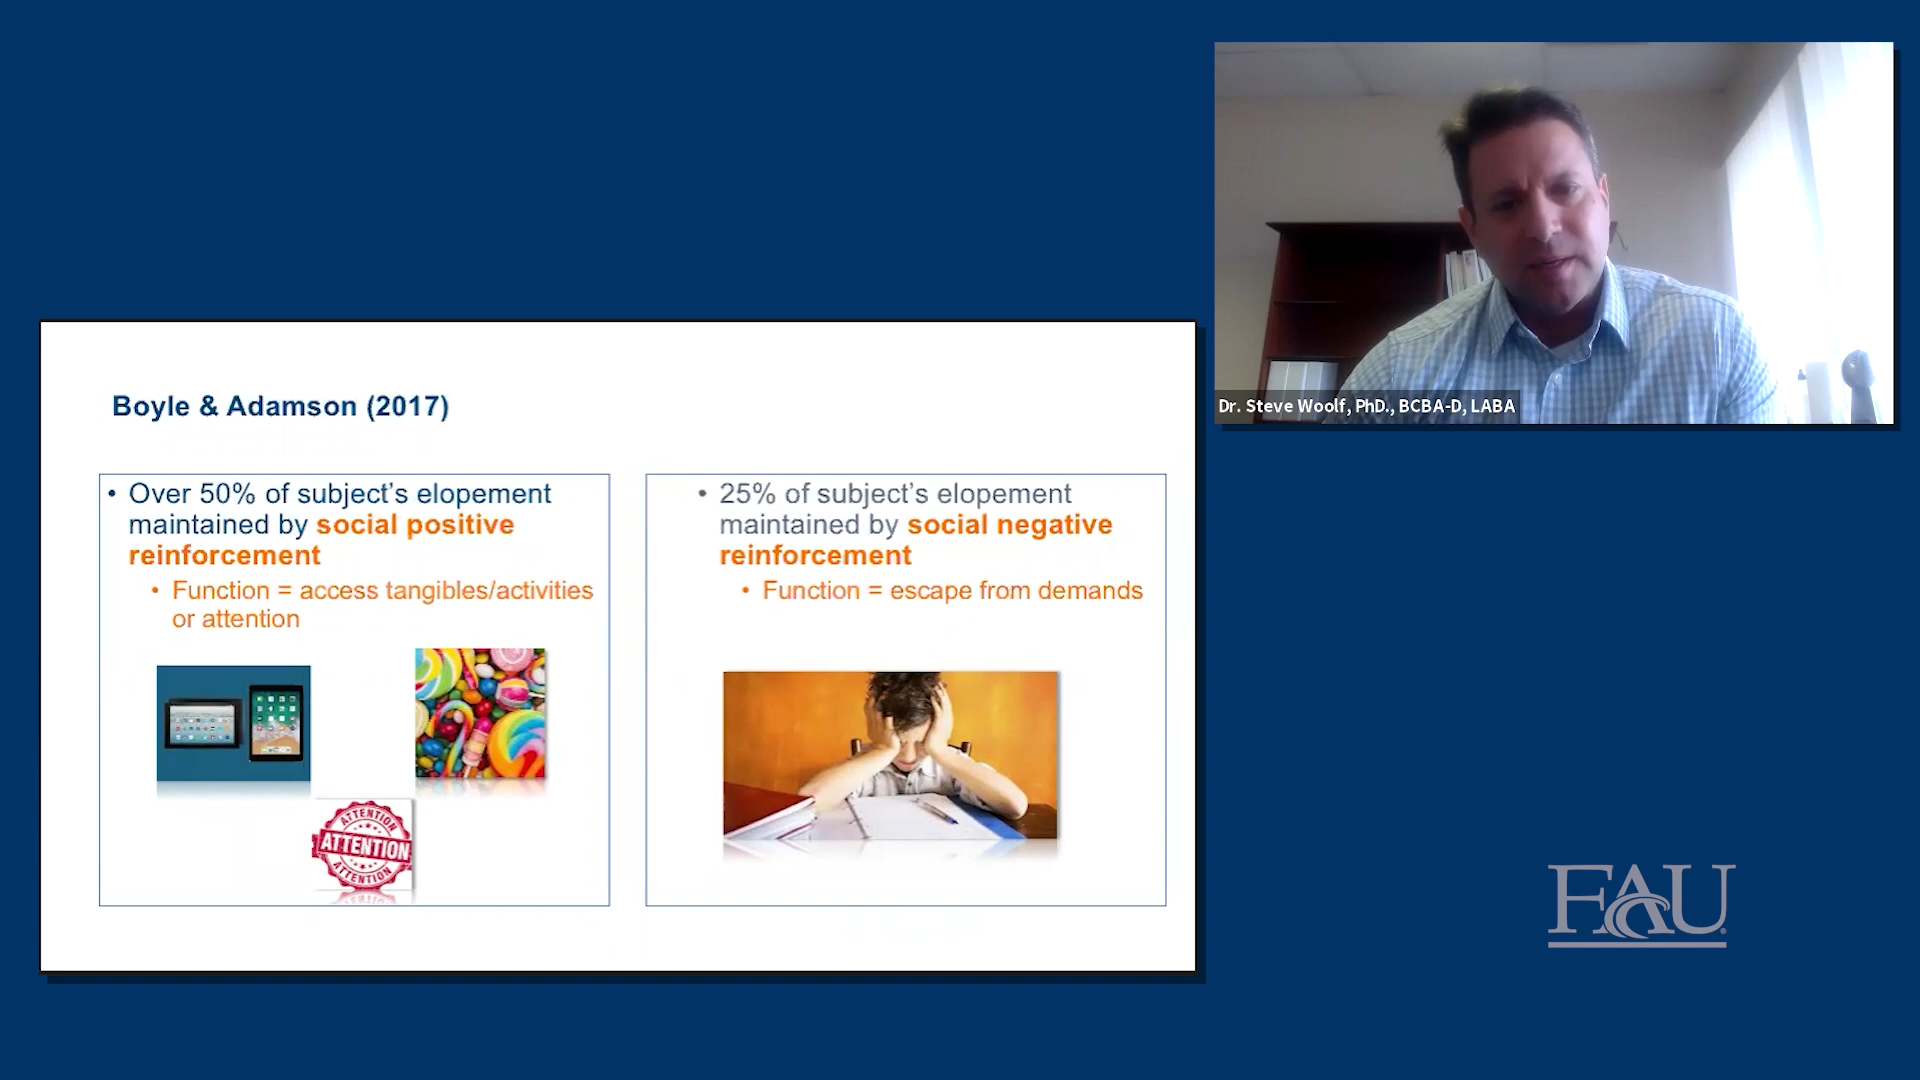 Dr. Steve Woolf, PhD., BCBA-D, LABA
Boyle & Adamson (2017)
• Over 50% of subject’s elopement
maintained by social positive
reinforcement
• Function = access tangibles/activities
or attention
ATTENTION
ATTENTION
ATTENTION
• 25% of subject’s elopement
maintained by social negative
reinforcement
• Function = escape from demands
FAU